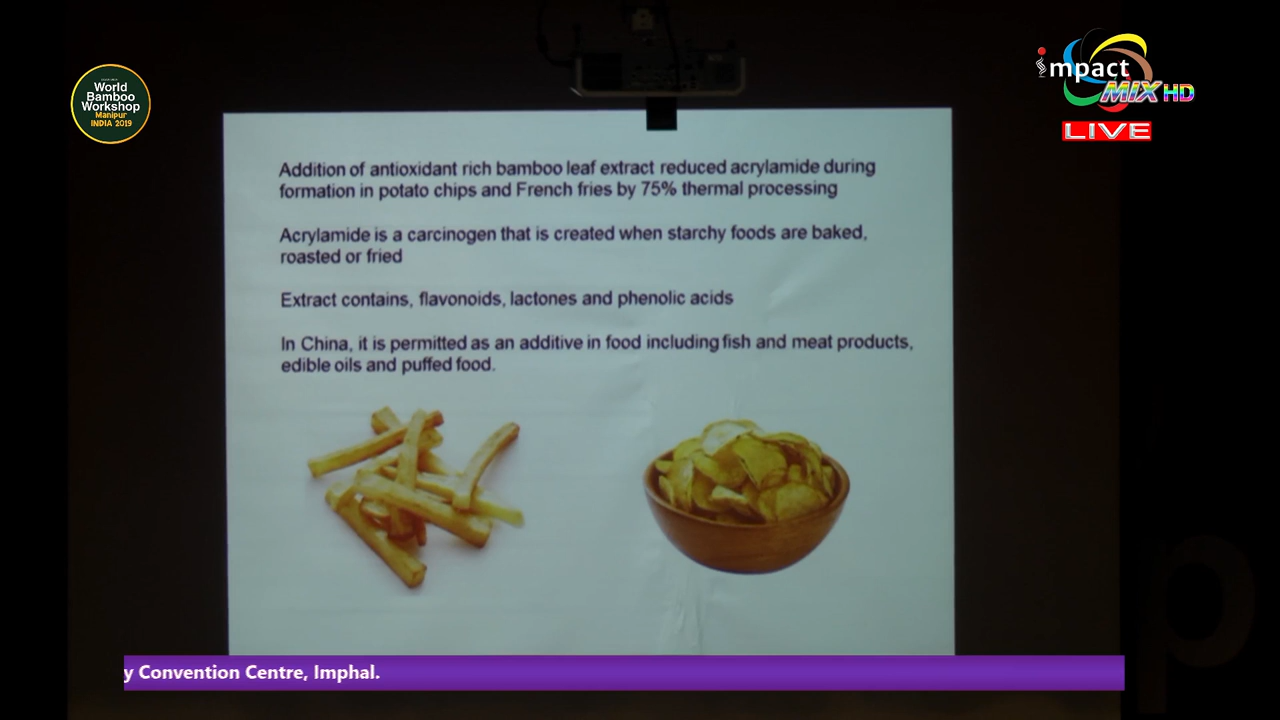 World
Bamboo
Workshop
Manipur
INDIA 2019
impact
MIX HD
LIVE
Addition of antioxidant rich bamboo leaf extract reduced acrylamide during
formation in potato chips and French fries by 75% thermal processing
Acrylamide is a carcinogen that is created when starchy foods are baked,
roasted or fried
Extract contains, flavonoids, lactones and phenolic acids
In China, it is permitted as an additive in food including fish and meat products,
edible oils and puffed food.
y Convention Centre, Imphal.